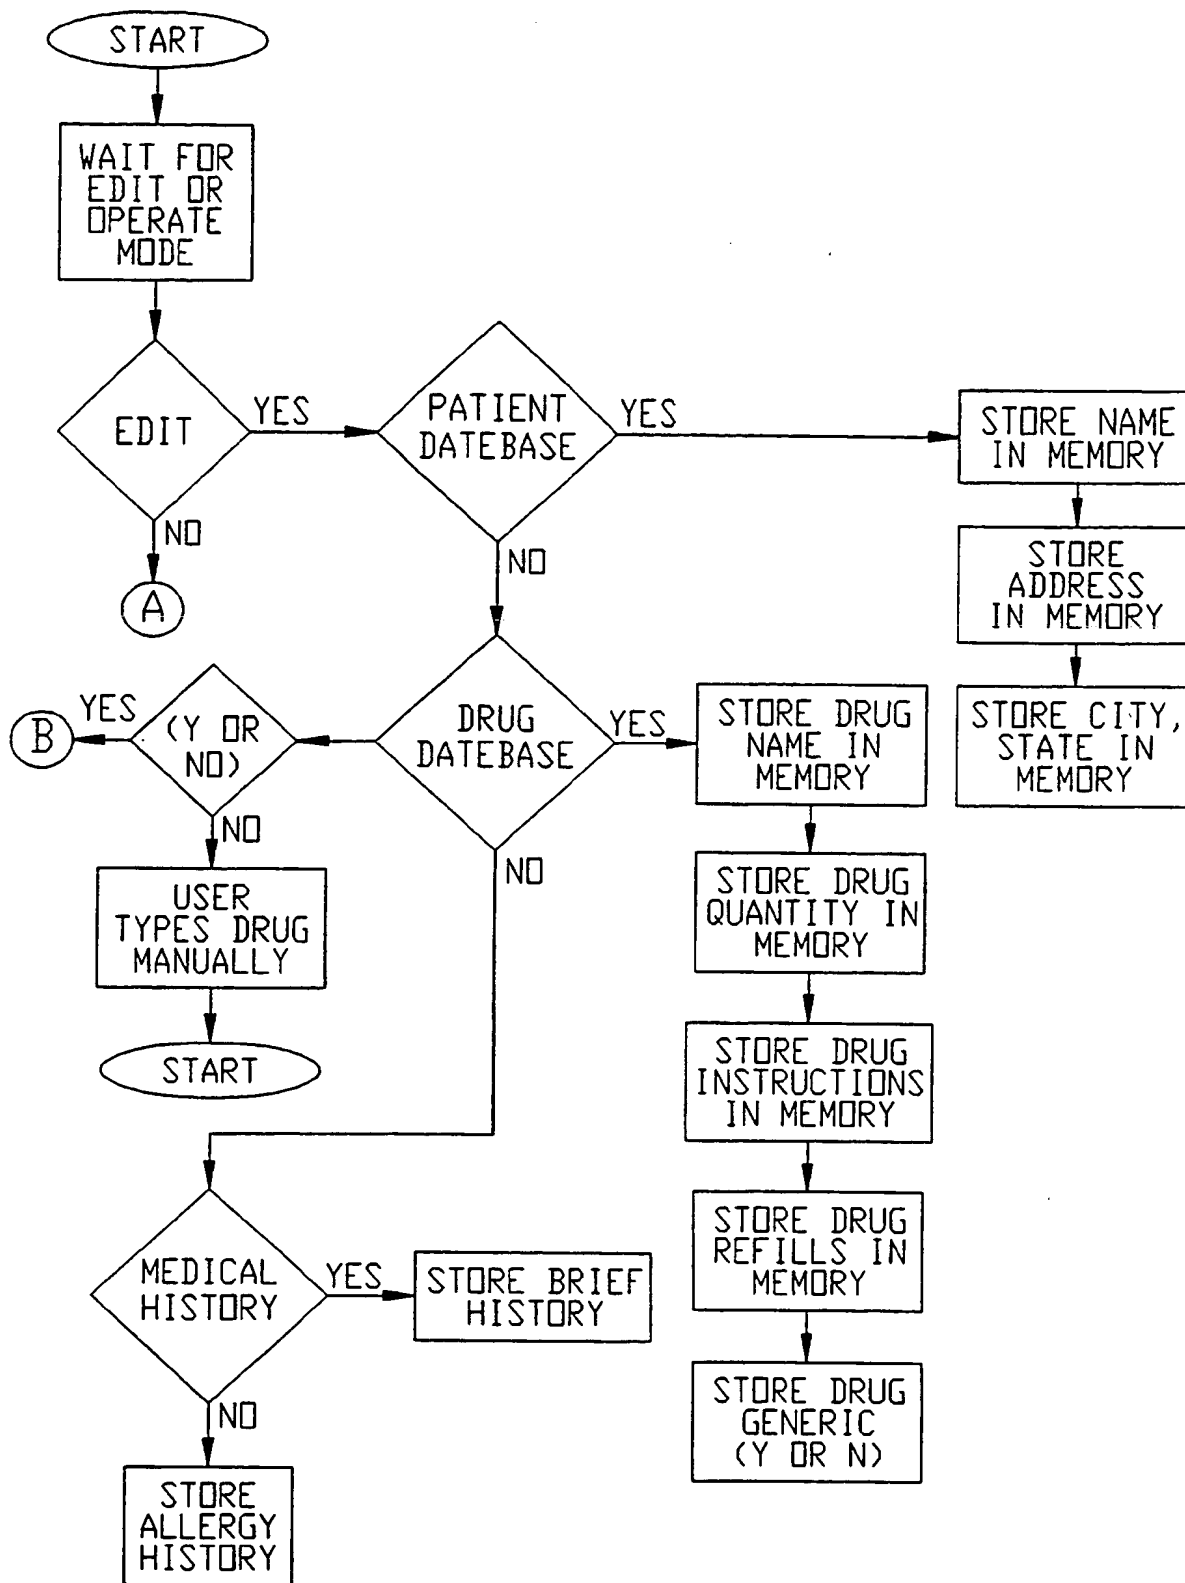 START
WAIT FOR
EDIT OR
OPERATE
MODE
EDIT
YES
NO
A
PATIENT
DATEBASE
YES
NO
STORE NAME
IN MEMORY
STORE
ADDRESS
IN MEMORY
STORE CITY,
STATE IN
MEMORY
DRUG
DATEBASE
YES
NO
(Y OR
NO)
YES
B
NO
USER
TYPES DRUG
MANUALLY
START
STORE DRUG
NAME IN
MEMORY
STORE DRUG
QUANTITY IN
MEMORY
STORE DRUG
INSTRUCTIONS
IN MEMORY
STORE DRUG
REFILLS IN
MEMORY
STORE DRUG
GENERIC
(Y OR N)
MEDICAL
HISTORY
YES
STORE BRIEF
HISTORY
NO
STORE
ALLERGY
HISTORY